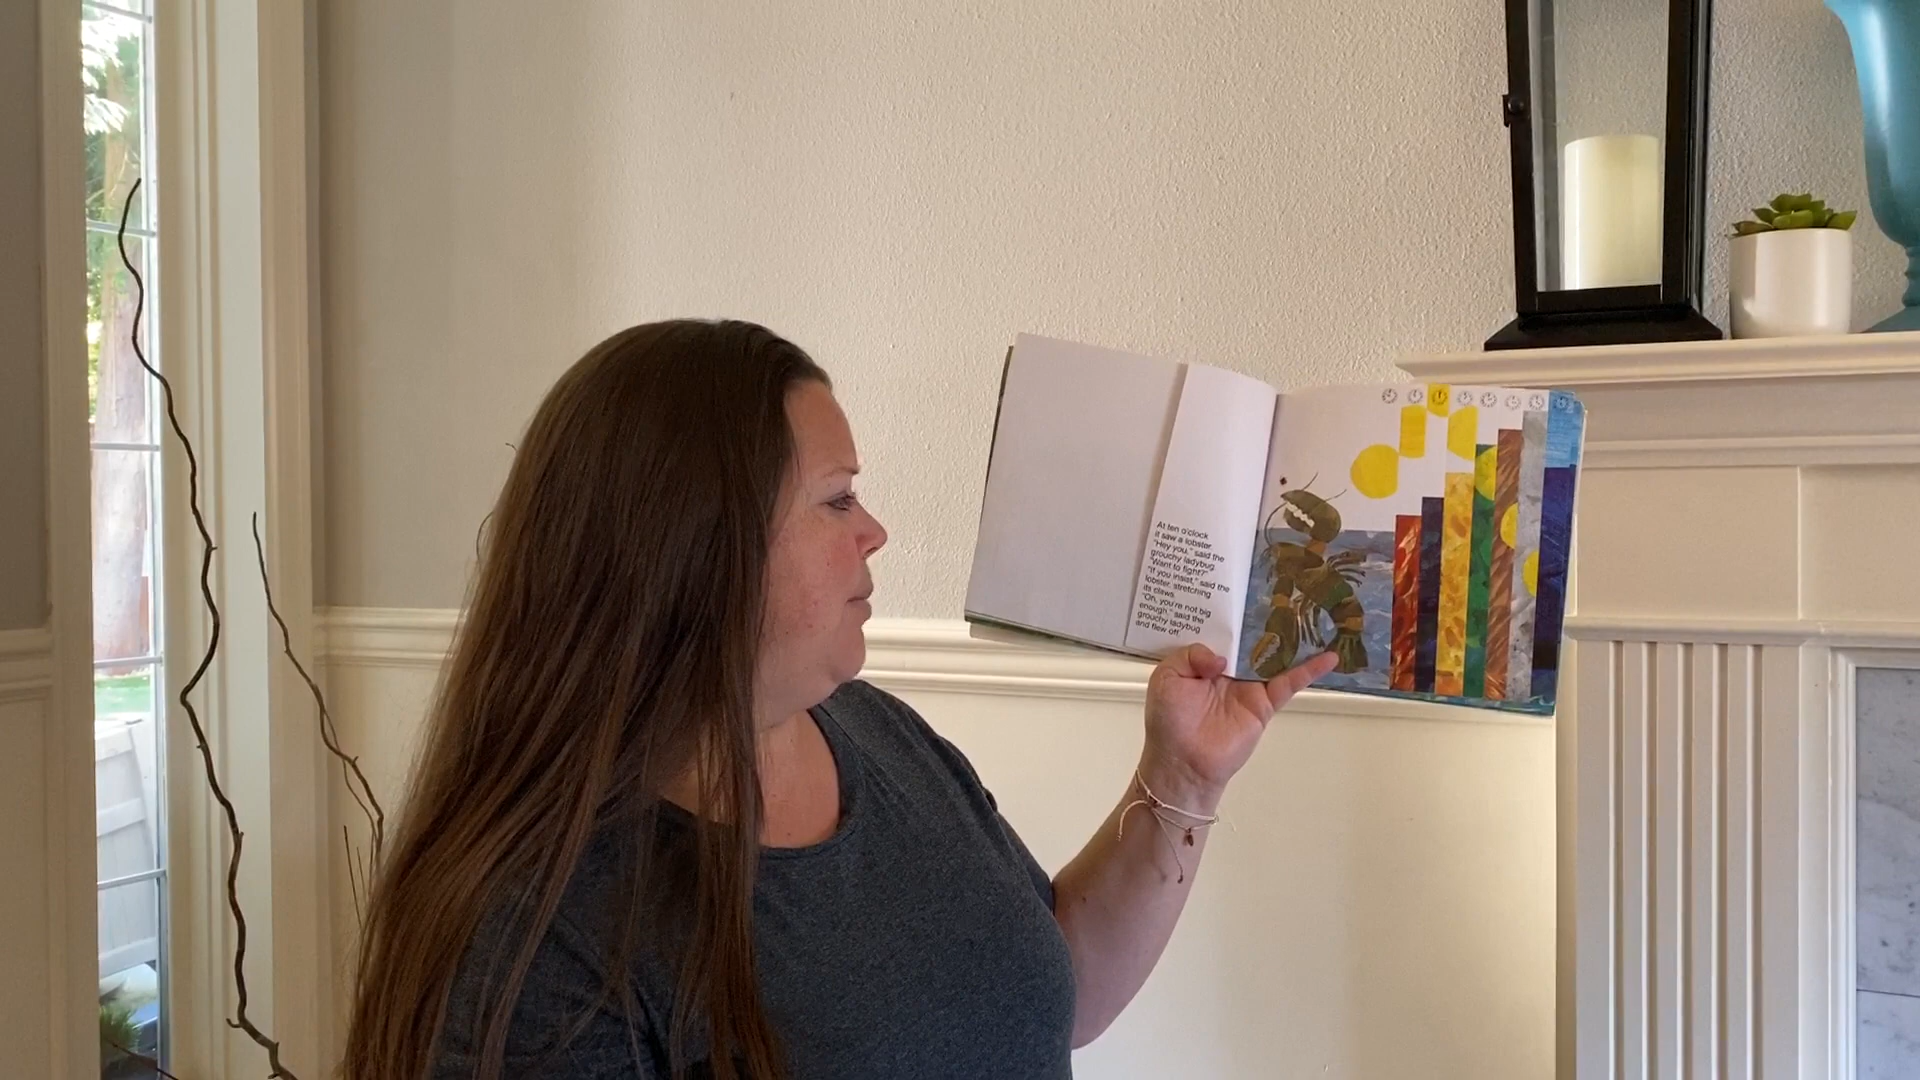 At ten o'clock
it saw a lobster.
"Hey you," said the
grouchy ladybug.
"Want to fight?"
"If you insist," said the
lobster, stretching
its claws.
"Oh, you're not big
enough," said the
grouchy ladybug
and flew off.